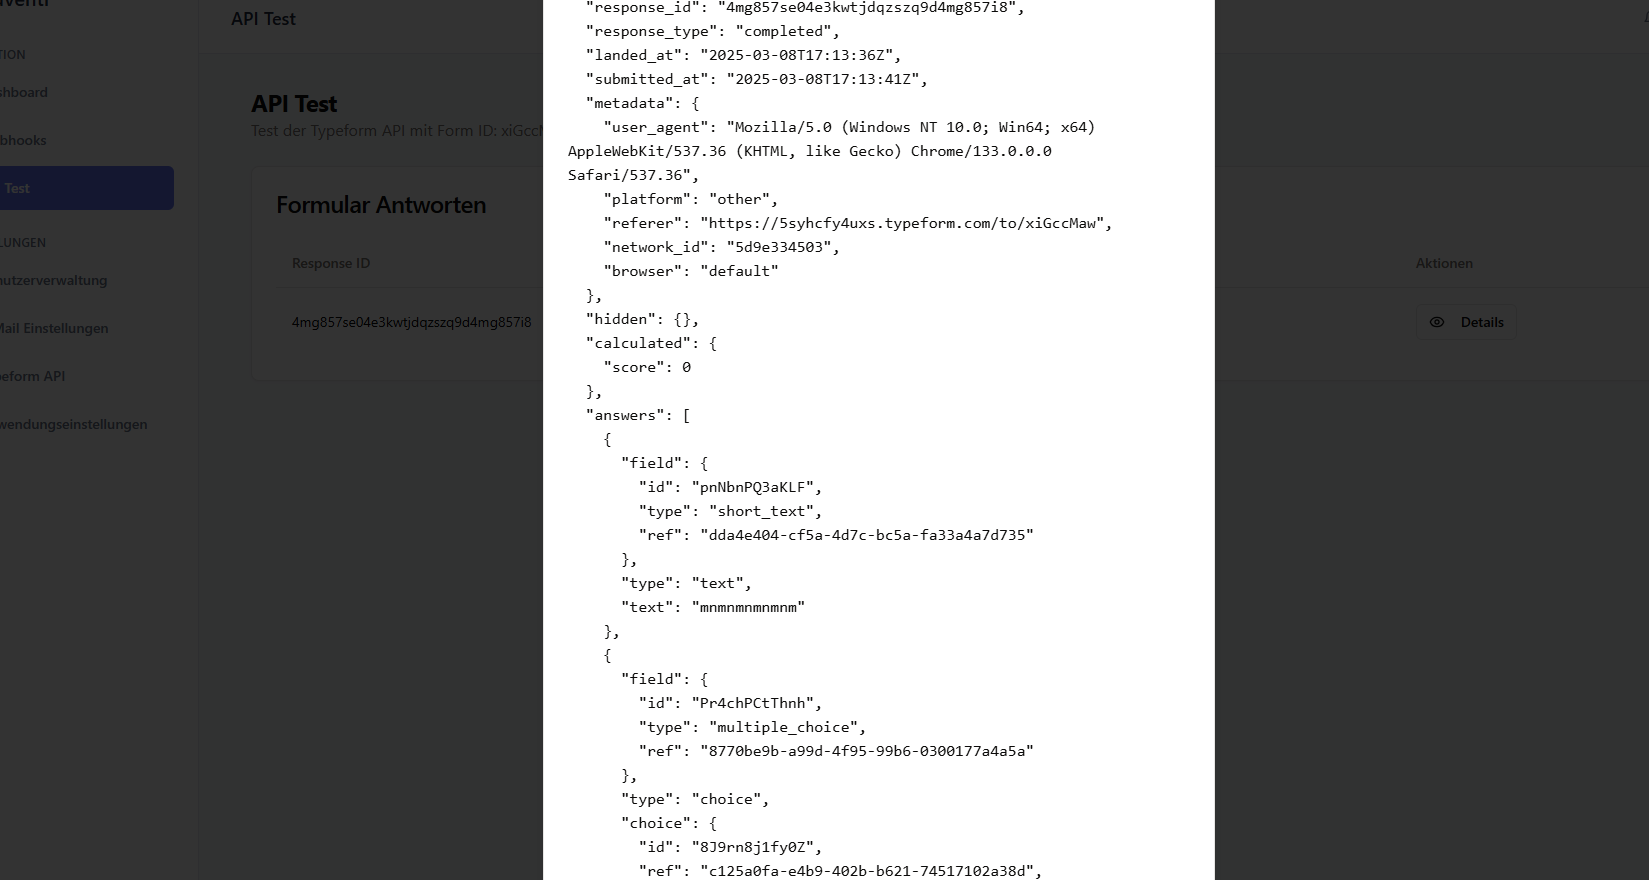 API Test
TION
shboard
bhooks
Test
LUNGEN
nutzerverwaltung
Mail Einstellungen
peform API
wendungseinstellungen
API Test
Test der Typeform API mit Form ID: xiGccM
Formular Antworten
Response ID
Aktionen
4mg857se04e3kwtjdqzszq9d4mg857i8
Details
"response_id": "4mg857se04e3kwtjdqzszq9d4mg857i8",
"response_type": "completed",
"landed_at": "2025-03-08T17:13:36Z",
"submitted_at": "2025-03-08T17:13:41Z",
"metadata": {
"user_agent": "Mozilla/5.0 (Windows NT 10.0; Win64; x64)
AppleWebKit/537.36 (KHTML, like Gecko) Chrome/133.0.0.0
Safari/537.36",
"platform": "other",
"referer": "https://5syhcfy4uxs.typeform.com/to/xiGccMaw",
"network_id": "5d9e334503",
"browser": "default"
},
"hidden": {},
"calculated": {
"score": 0
},
"answers": [
{
"field": {
"id": "pnNbnPQ3aKLF",
"type": "short_text",
"ref": "dda4e404-cf5a-4d7c-bc5a-fa33a4a7d735"
},
"type": "text",
"text": "mnmnmnmnmnm"
},
{
"field": {
"id": "Pr4chPCtThnh",
"type": "multiple_choice",
"ref": "8770be9b-a99d-4f95-99b6-0300177a4a5a"
},
"type": "choice",
"choice": {
"id": "8J9rn8j1fy0Z",
"ref": "c125a0fa-e4b9-402b-b621-74517102a38d",